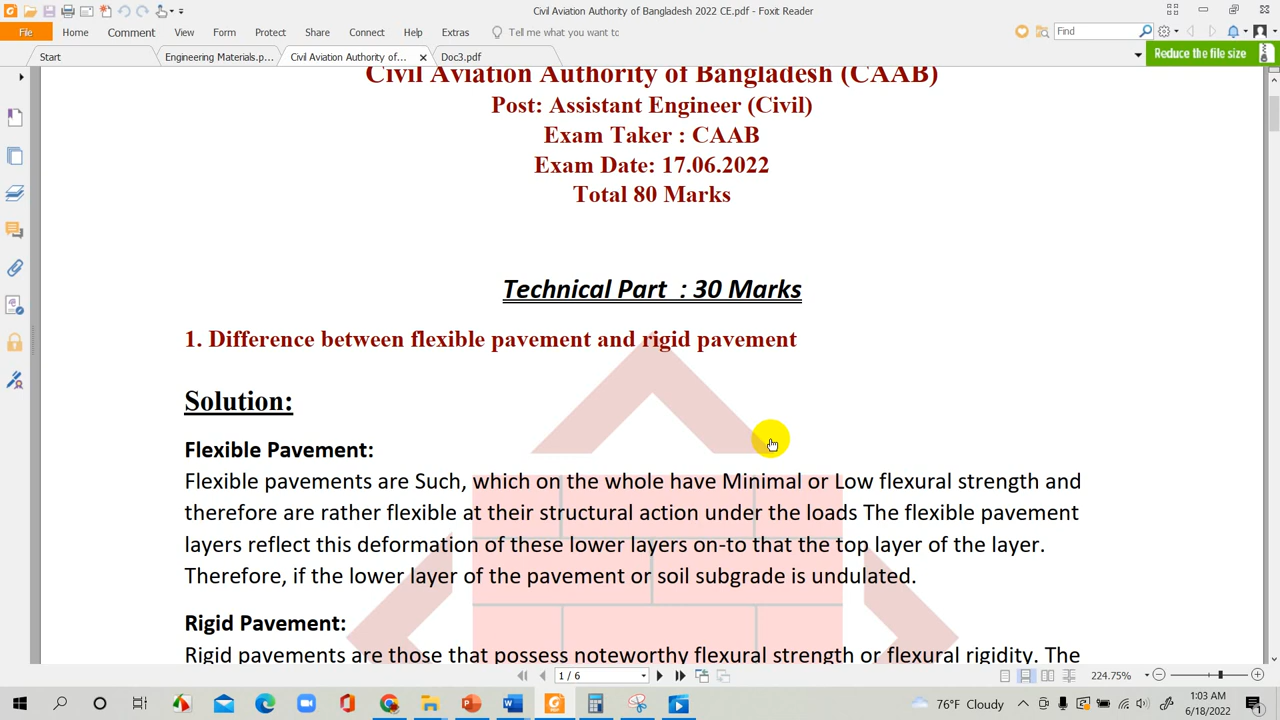 Civil Aviation Authority of Bangladesh 2022 CE.pdf - Foxit Reader
File Home Comment View Form Protect Share Connect Help Extras Tell me what you want to Find
Start Engineering Materials.p... Civil Aviation Authority of... Doc3.pdf Reduce the file size
Civil Aviation Authority of Bangladesh (CAAB)
Post: Assistant Engineer (Civil)
Exam Taker : CAAB
Exam Date: 17.06.2022
Total 80 Marks
Technical Part : 30 Marks
1. Difference between flexible pavement and rigid pavement
Solution:
Flexible Pavement:
Flexible pavements are Such, which on the whole have Minimal or Low flexural strength and
therefore are rather flexible at their structural action under the loads The flexible pavement
layers reflect this deformation of these lower layers on-to that the top layer of the layer.
Therefore, if the lower layer of the pavement or soil subgrade is undulated.
Rigid Pavement:
Rigid pavements are those that possess noteworthy flexural strength or flexural rigidity. The
1 / 6 224.75%
76°F Cloudy 1:03 AM
6/18/2022